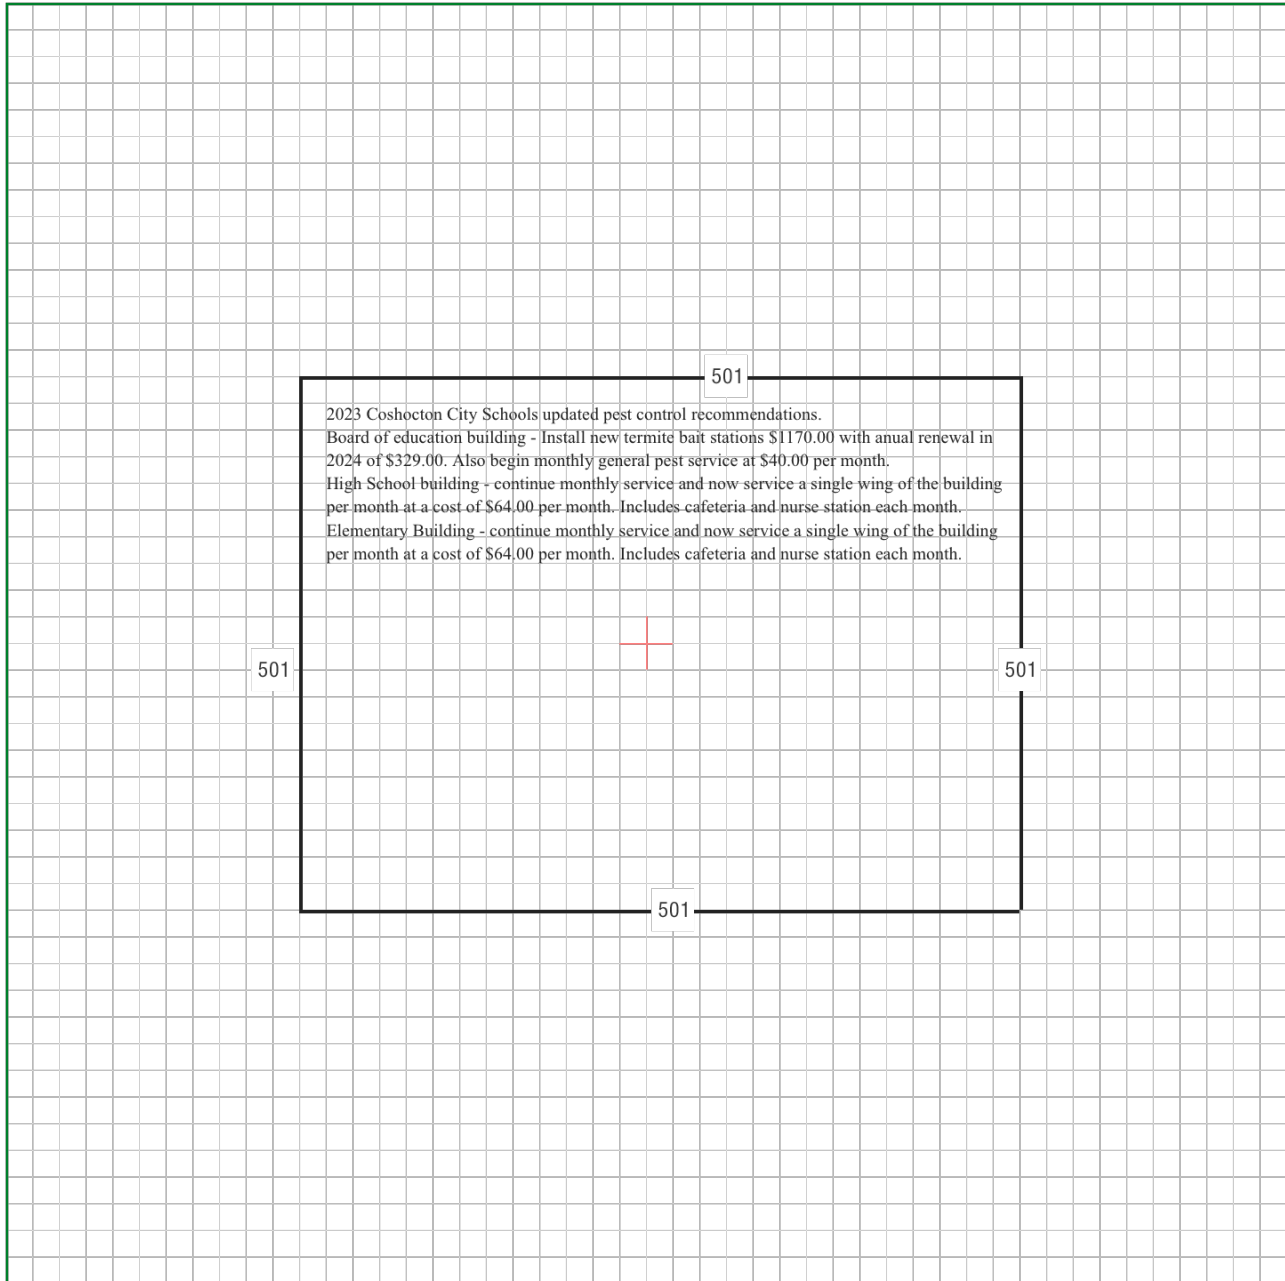 501
2023 Coshocton City Schools updated pest control recommendations.
Board of education building - Install new termite bait stations $1170.00 with anual renewal in
2024 of $329.00. Also begin monthly general pest service at $40.00 per month.
High School building - continue monthly service and now service a single wing of the building
per month at a cost of $64.00 per month. Includes cafeteria and nurse station each month.
Elementary Building - continue monthly service and now service a single wing of the building
per month at a cost of $64.00 per month. Includes cafeteria and nurse station each month.
501
501
501